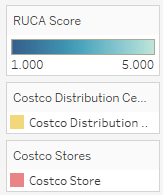 RUCA Score
1.000 5.000
Costco Distribution Ce...
Costco Distribution ..
Costco Stores
Costco Store